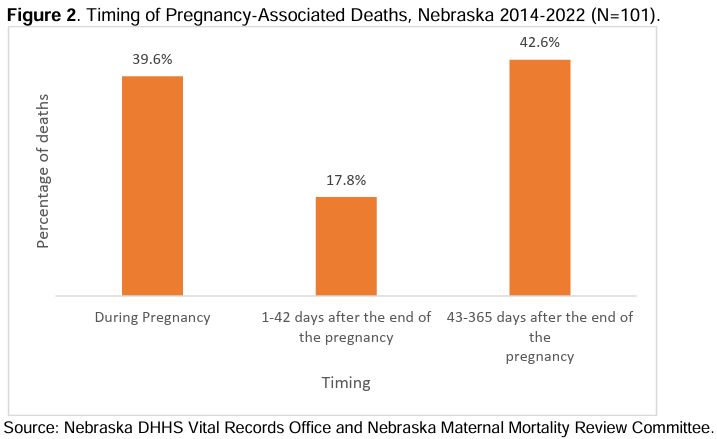 Figure 2. Timing of Pregnancy-Associated Deaths, Nebraska 2014-2022 (N=101).
42.6%
39.6%
17.8%
Percentage of deaths
During Pregnancy
1-42 days after the end of
the pregnancy
43-365 days after the end of
the
pregnancy
Timing
Source: Nebraska DHHS Vital Records Office and Nebraska Maternal Mortality Review Committee.